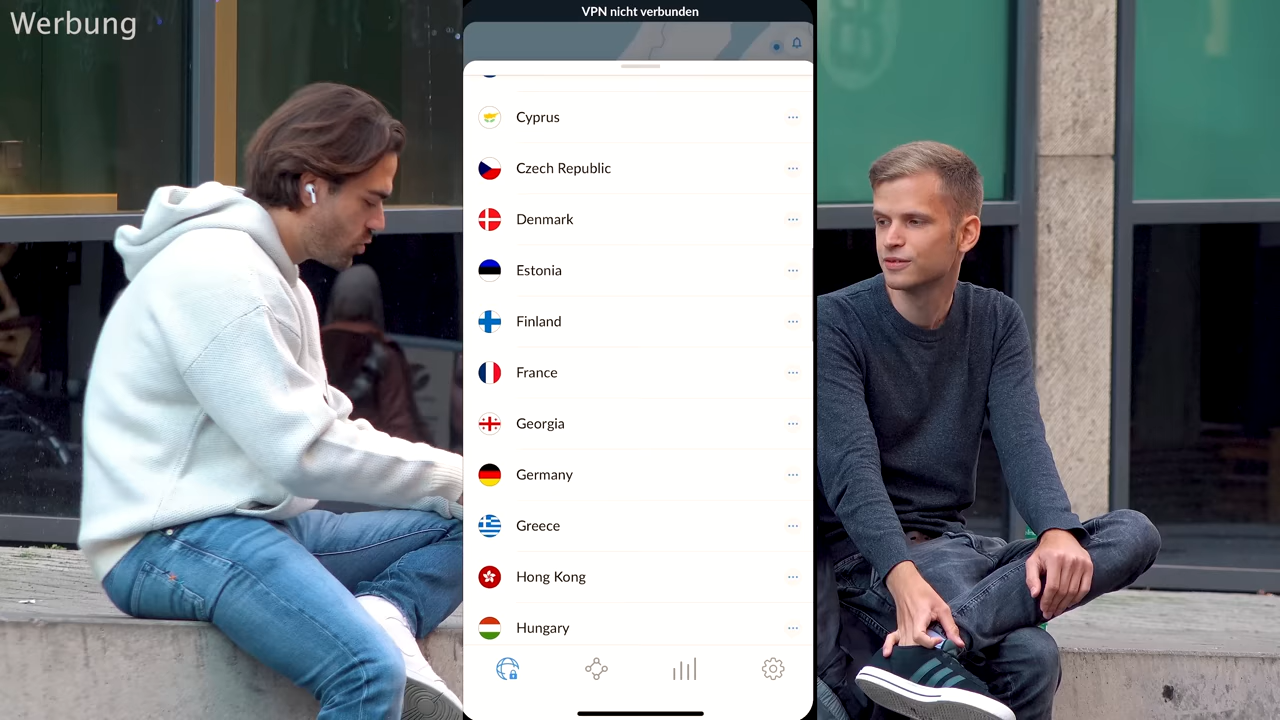 Werbung
VPN nicht verbunden
Cyprus
Czech Republic
Denmark
Estonia
Finland
France
Georgia
Germany
Greece
Hong Kong
Hungary